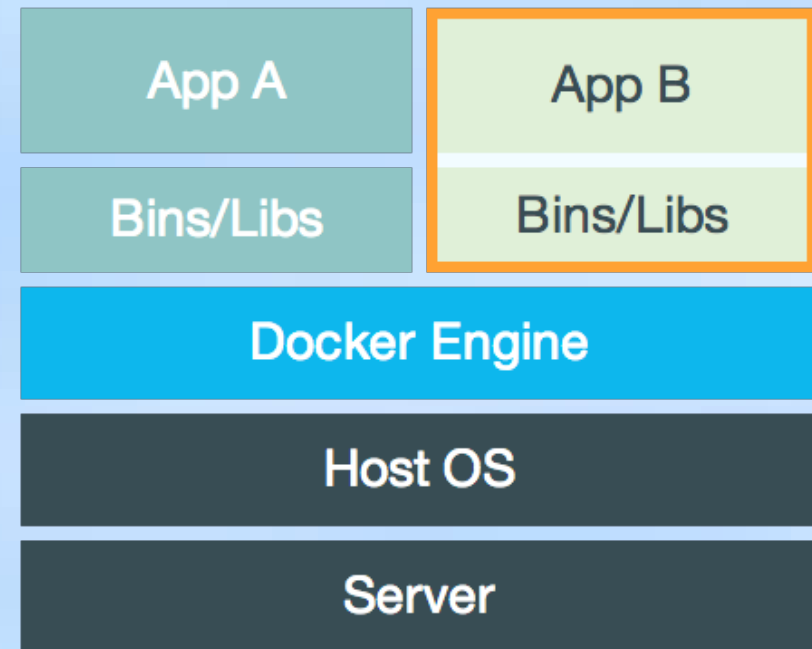 App A
App B
Bins/Libs
Bins/Libs
Docker Engine
Host OS
Server